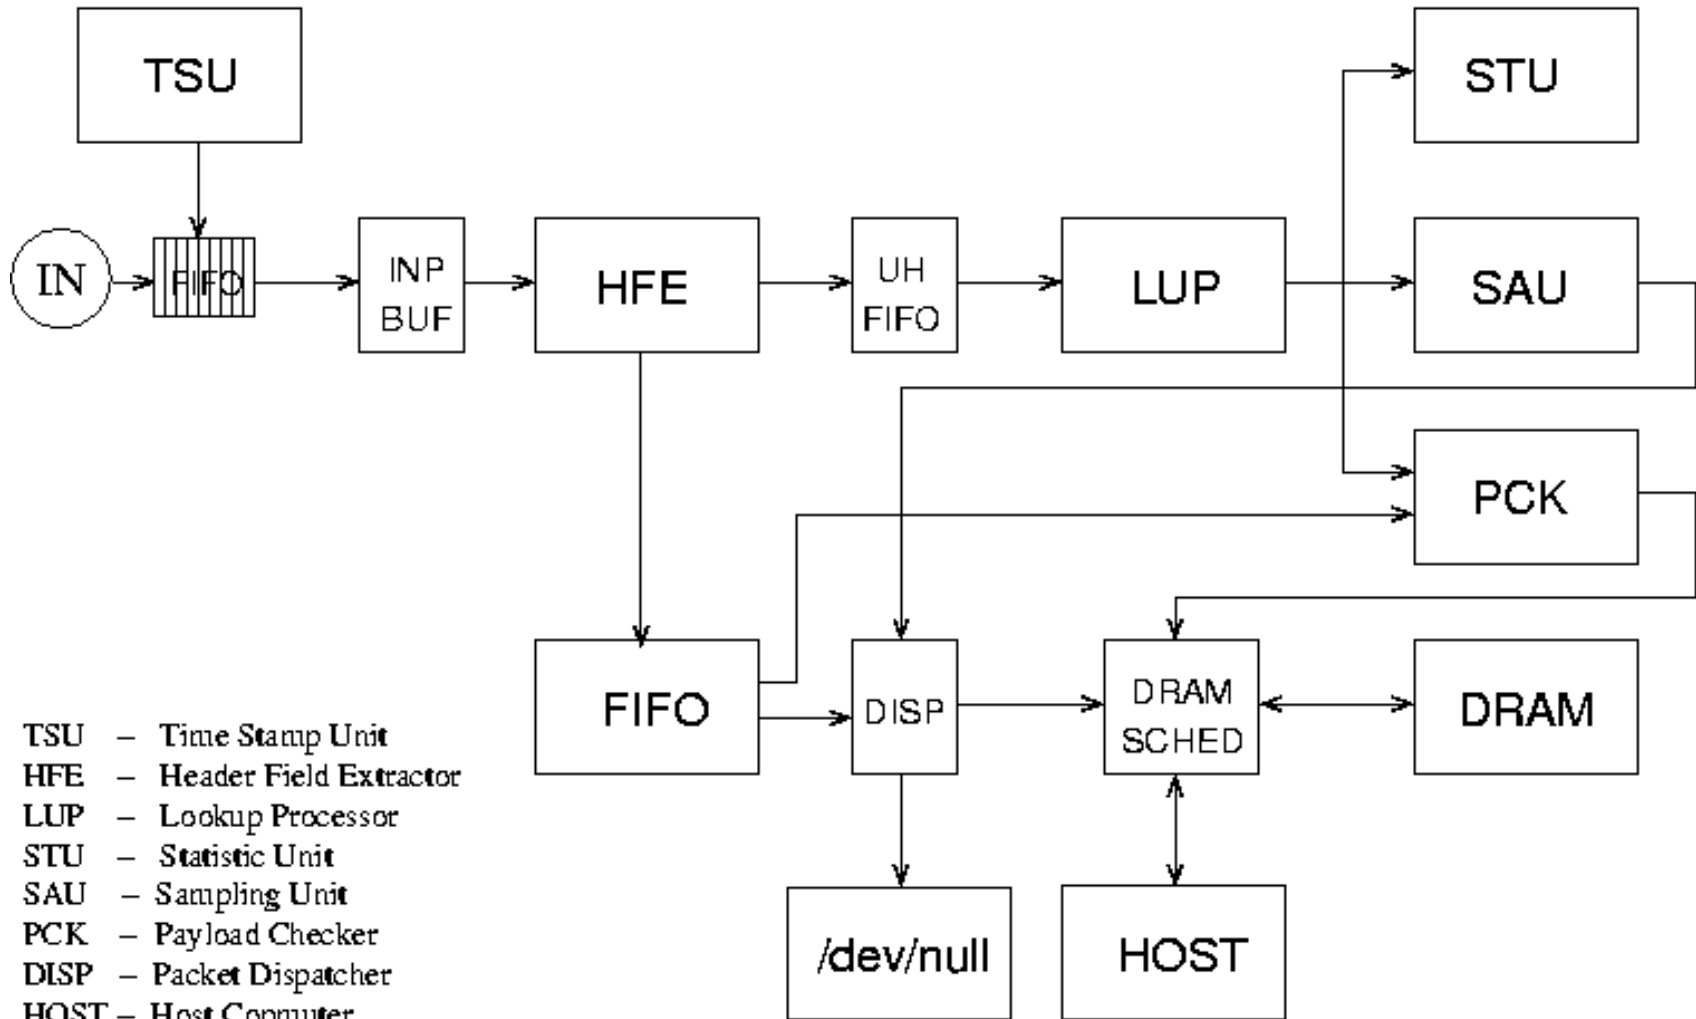 TSU
STU
IN
FIFO
INP
BUF
HFE
UH
FIFO
LUP
SAU
PCK
FIFO
DISP
DRAM
SCHED
DRAM
/dev/null
HOST
TSU – Time Stamp Unit
HFE – Header Field Extractor
LUP – Lookup Processor
STU – Statistic Unit
SAU – Sampling Unit
PCK – Payload Checker
DISP – Packet Dispatcher
HOST – Host